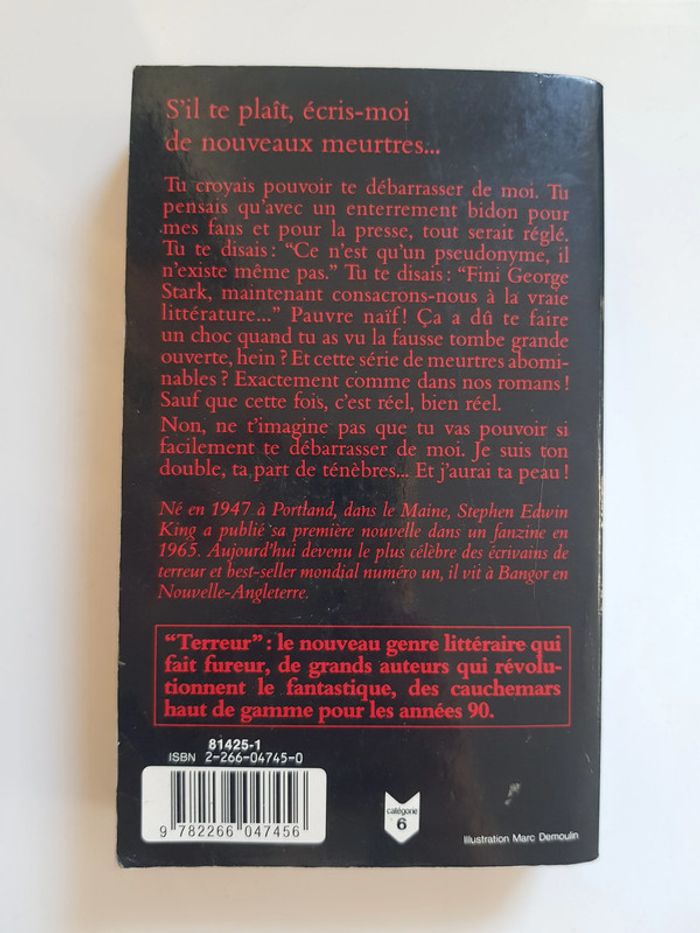 S'il te plaît, écris-moi
de nouveaux meurtres...
Tu croyais pouvoir te débarrasser de moi. Tu
pensais qu'avec un enterrement bidon pour
mes fans et pour la presse, tout serait réglé.
Tu te disais : “Ce n'est qu'un pseudonyme, il
n'existe même pas.” Tu te disais : “Fini George
Stark, maintenant consacrons-nous à la vraie
littérature...” Pauvre naïf ! Ça a dû te faire
un choc quand tu as vu la fausse tombe grande
ouverte, hein ? Et cette série de meurtres abomi-
nables ? Exactement comme dans nos romans !
Sauf que cette fois, c'est réel, bien réel.
Non, ne t'imagine pas que tu vas pouvoir si
facilement te débarrasser de moi. Je suis ton
double, ta part de ténèbres... Et j'aurai ta peau !
Né en 1947 à Portland, dans le Maine, Stephen Edwin
King a publié sa première nouvelle dans un fanzine en
1965. Aujourd'hui devenu le plus célèbre des écrivains de
terreur et best-seller mondial numéro un, il vit à Bangor en
Nouvelle-Angleterre.
“Terreur” : le nouveau genre littéraire qui
fait fureur, de grands auteurs qui révolu-
tionnent le fantastique, des cauchemars
haut de gamme pour les années 90.
81425-1
ISBN 2-266-04745-0
9 782266 047456
catégorie
6
Illustration Marc Demoulin